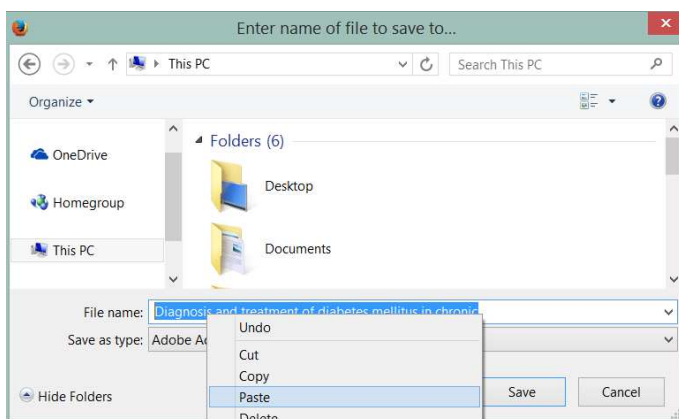 Enter name of file to save to...
This PC
Search This PC
Organize
OneDrive
Homegroup
This PC
Folders (6)
Desktop
Documents
File name: Diagnosis and treatment of diabetes mellitus in chronic
Save as type: Adobe Ac
Undo
Cut
Copy
Paste
Delete
Hide Folders
Save
Cancel